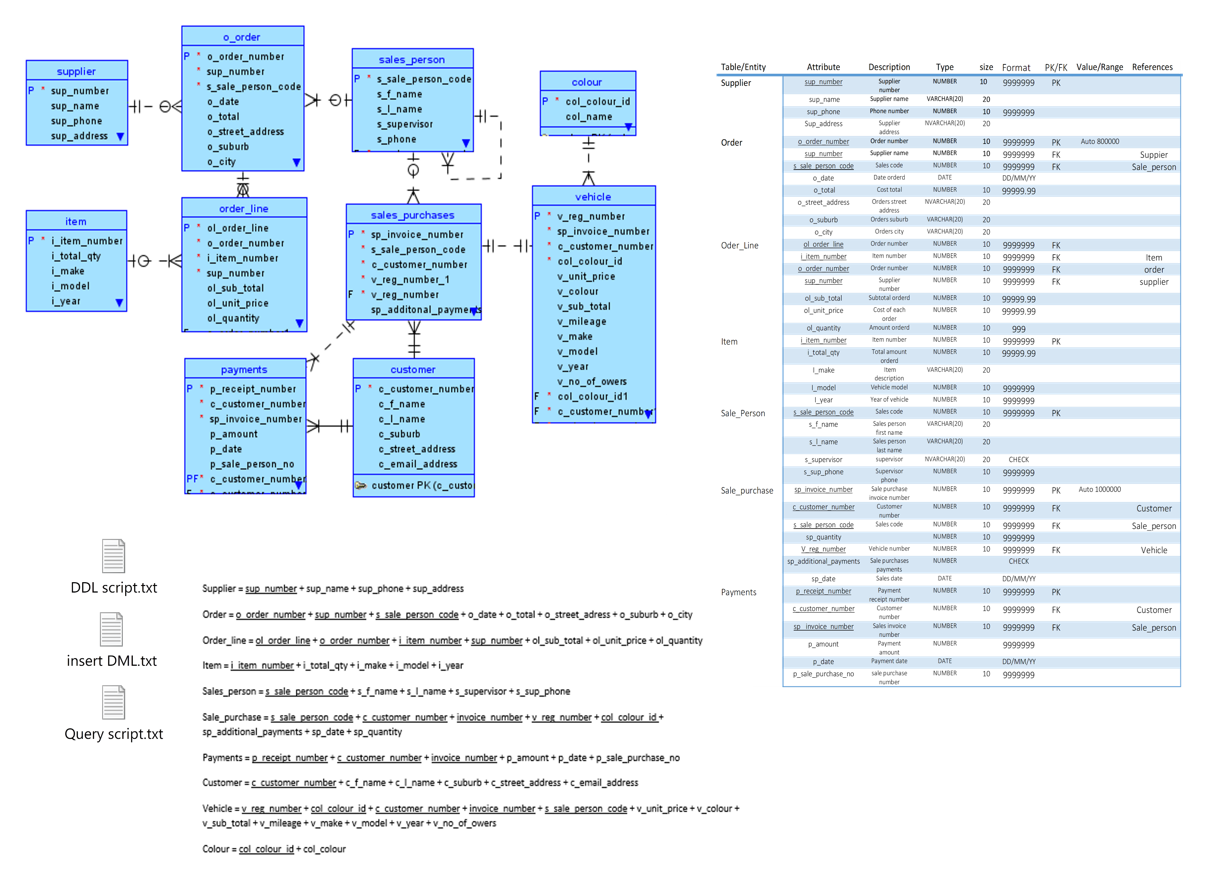 o_order
P * o_order_number
* sup_number
* s_sale_person_code
o_date
o_total
o_street_address
o_suburb
o_city
supplier
P * sup_number
sup_name
sup_phone
sup_address
sales_person
P * s_sale_person_code
s_f_name
s_l_name
s_supervisor
s_phone
colour
P * col_colour_id
col_name
item
P * i_item_number
i_total_qty
i_make
i_model
i_year
order_line
P * ol_order_line
* o_order_number
* i_item_number
* sup_number
ol_sub_total
ol_unit_price
ol_quantity
sales_purchases
P * sp_invoice_number
* s_sale_person_code
* c_customer_number
* v_reg_number_1
F * v_reg_number
sp_additonal_payments
vehicle
P * v_reg_number
* sp_invoice_number
* c_customer_number
* col_colour_id
v_unit_price
v_colour
v_sub_total
v_mileage
v_make
v_model
v_year
v_no_of_owers
F * col_colour_id1
F * c_customer_number
payments
P * p_receipt_number
* c_customer_number
* sp_invoice_number
p_amount
p_date
p_sale_person_no
PF * c_customer_number
customer
P * c_customer_number
c_f_name
c_l_name
c_suburb
c_street_address
c_email_address
customer PK (c_custo
DDL script.txt
insert DML.txt
Query script.txt
Supplier = sup_number + sup_name + sup_phone + sup_address
Order = o_order_number + sup_number + s_sale_person_code + o_date + o_total + o_street_adress + o_suburb + o_city
Order_line = ol_order_line + o_order_number + i_item_number + sup_number + ol_sub_total + ol_unit_price + ol_quantity
Item = i_item_number + i_total_qty + i_make + i_model + i_year
Sales_person = s_sale_person_code + s_f_name + s_l_name + s_supervisor + s_sup_phone
Sale_purchase = s_sale_person_code + c_customer_number + invoice_number + v_reg_number + col_colour_id +
sp_additional_payments + sp_date + sp_quantity
Payments = p_receipt_number + c_customer_number + invoice_number + p_amount + p_date + p_sale_purchase_no
Customer = c_customer_number + c_f_name + c_l_name + c_suburb + c_street_address + c_email_address
Vehicle = v_reg_number + col_colour_id + c_customer_number + invoice_number + s_sale_person_code + v_unit_price + v_colour +
v_sub_total + v_mileage + v_make + v_model + v_year + v_no_of_owers
Colour = col_colour_id + col_colour
Table/Entity Attribute Description Type size Format PK/FK Value/Range References
Supplier sup_number Supplier number NUMBER 10 9999999 PK
sup_name Supplier name VARCHAR(20) 20
sup_phone Phone number NUMBER 10 9999999
Sup_address Supplier address NVARCHAR(20) 20
Order o_order_number Order number NUMBER 10 9999999 PK Auto 800000
sup_number Supplier name NUMBER 10 9999999 FK Suppier
s_sale_person_code Sales code NUMBER 10 9999999 FK Sale_person
o_date Date orderd DATE DD/MM/YY
o_total Cost total NUMBER 10 99999.99
o_street_address Orders street address NVARCHAR(20) 20
o_suburb Orders suburb VARCHAR(20) 20
o_city Orders city VARCHAR(20) 20
Oder_Line ol_order_line Order number NUMBER 10 9999999 FK
i_item_number Item number NUMBER 10 9999999 FK Item
o_order_number Order number NUMBER 10 9999999 FK order
sup_number Supplier number NUMBER 10 9999999 FK supplier
ol_sub_total Subtotal orderd NUMBER 10 99999.99
ol_unit_price Cost of each order NUMBER 10 99999.99
ol_quantity Amount orderd NUMBER 10 999
Item i_item_number Item number NUMBER 10 9999999 PK
i_total_qty Total amount orderd NUMBER 10 99999.99
I_make Item description VARCHAR(20) 20
I_model Vehicle model NUMBER 10 9999999
I_year Year of vehicle NUMBER 10 9999999
Sale_Person s_sale_person_code Sales code NUMBER 10 9999999 PK
s_f_name Sales person first name VARCHAR(20) 20
s_l_name Sales person last name VARCHAR(20) 20
s_supervisor supervisor NVARCHAR(20) 20 CHECK
s_sup_phone Supervisor phone NUMBER 10 9999999
Sale_purchase sp_invoice_number Sale purchase invoice number NUMBER 10 9999999 PK Auto 1000000
c_customer_number Customer number NUMBER 10 9999999 FK Customer
s_sale_person_code Sales code NUMBER 10 9999999 FK Sale_person
sp_quantity NUMBER 10 9999999
V_reg_number Vehicle number NUMBER 10 9999999 FK Vehicle
sp_additional_payments Sale purchases payments NUMBER CHECK
sp_date Sales date DATE DD/MM/YY
Payments p_receipt_number Payment receipt number NUMBER 10 9999999 PK
c_customer_number Customer number NUMBER 10 9999999 FK Customer
sp_invoice_number Sales invoice number NUMBER 10 9999999 FK Sale_person
p_amount Payment amount NUMBER 9999999
p_date Payment date DATE DD/MM/YY
p_sale_purchase_no sale purchase number NUMBER 10 9999999